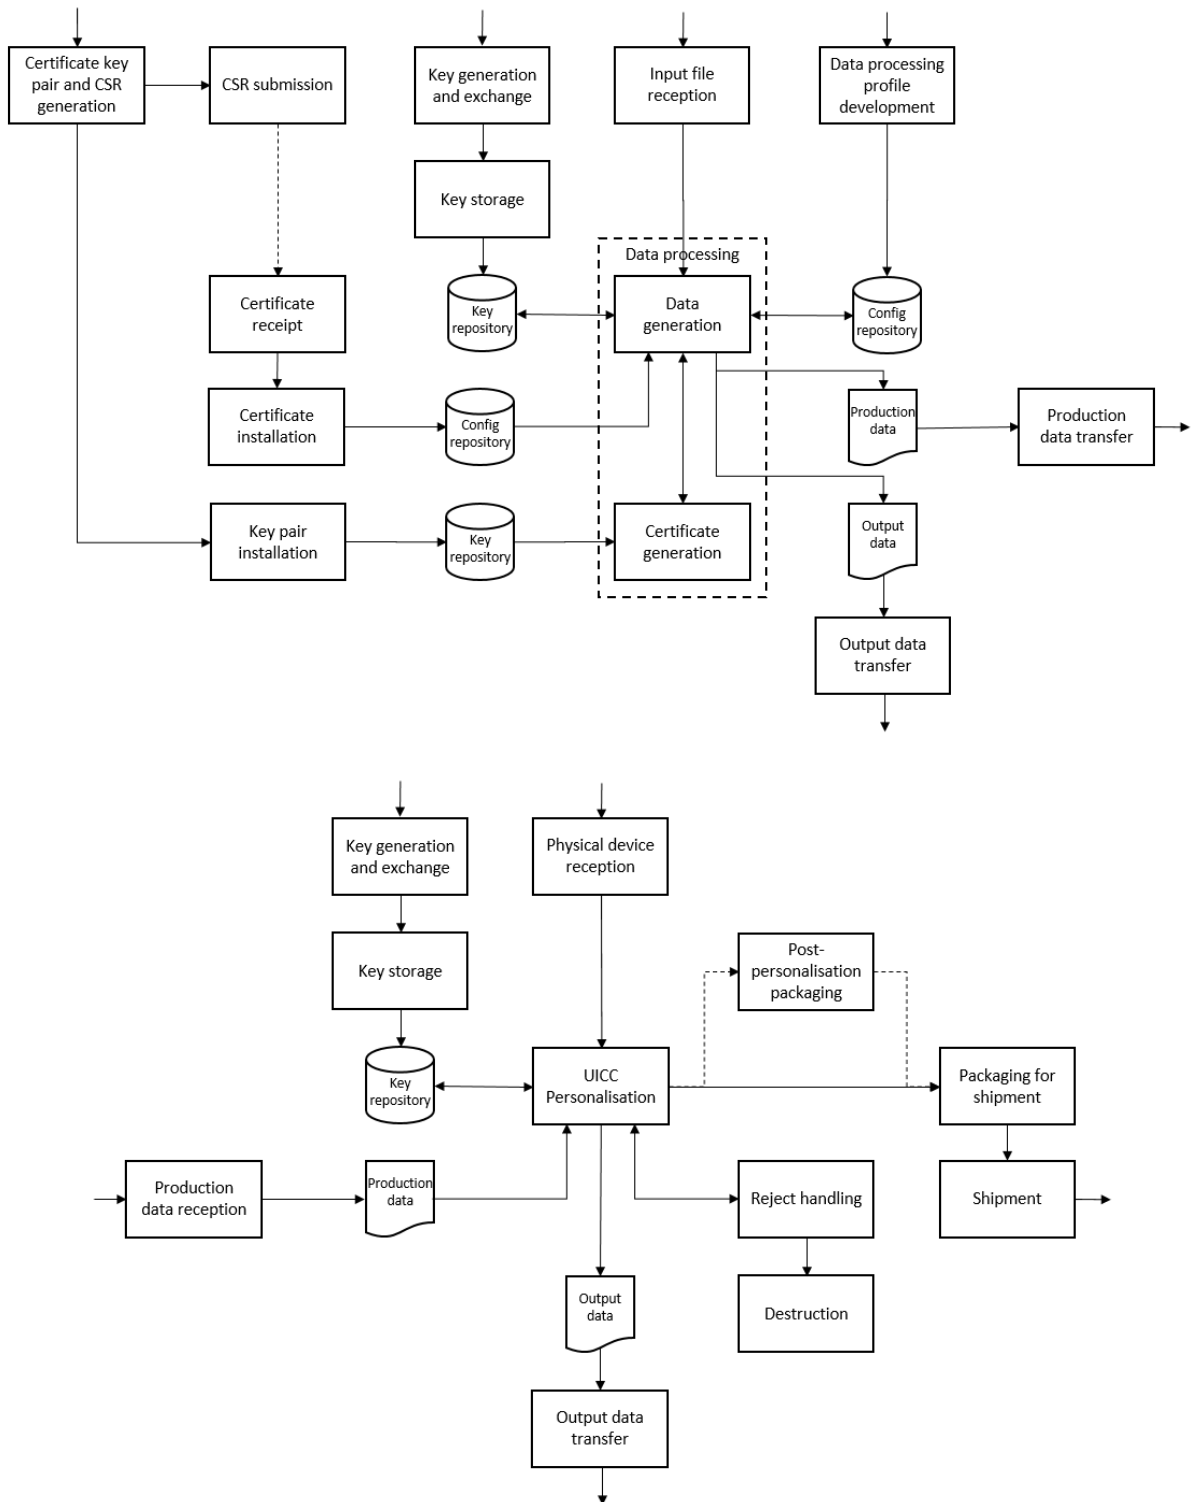 Certificate key
pair and CSR
generation
CSR submission
Key generation
and exchange
Input file
reception
Data processing
profile
development
Key storage
Data processing
Certificate
receipt
Key
repository
Data
generation
Config
repository
Certificate
installation
Config
repository
Production
data
Production
data transfer
Key pair
installation
Key
repository
Certificate
generation
Output
data
Output data
transfer
Key generation
and exchange
Physical device
reception
Key storage
Post-
personalisation
packaging
Key
repository
UICC
Personalisation
Packaging for
shipment
Production
data reception
Production
data
Reject handling
Shipment
Output
data
Destruction
Output data
transfer